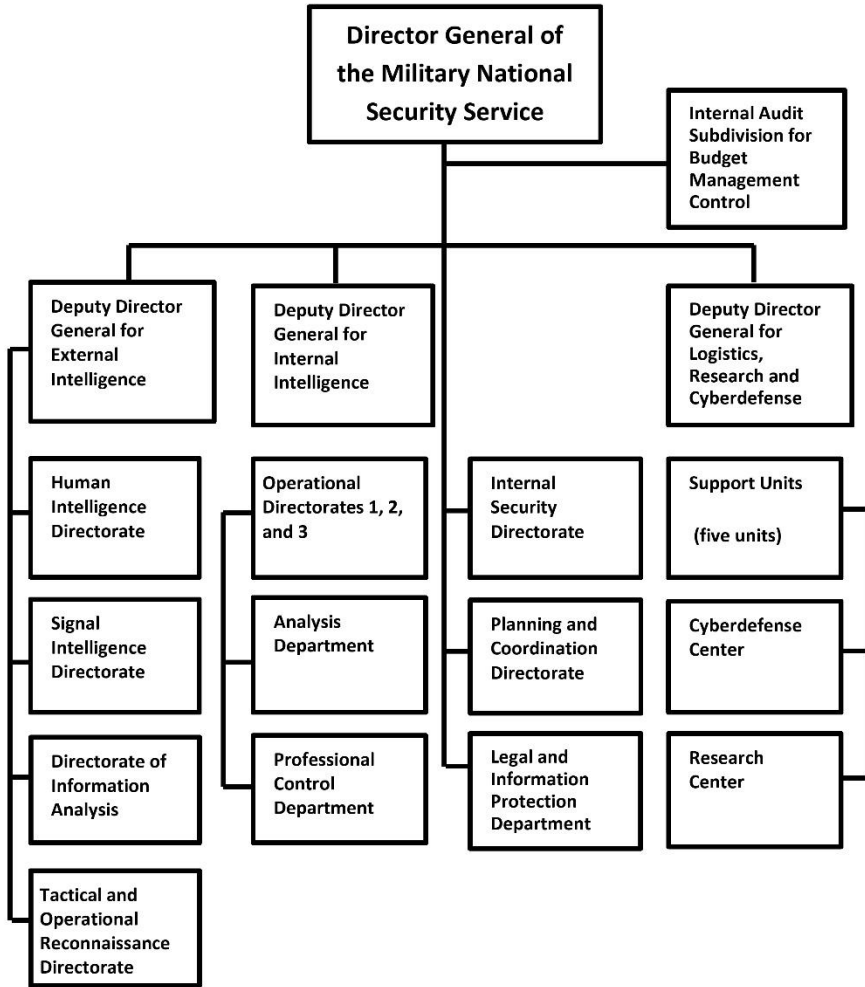 Director General of
the Military National
Security Service
Internal Audit
Subdivision for
Budget
Management
Control
Deputy Director
General for
External
Intelligence
Deputy Director
General for
Internal
Intelligence
Deputy Director
General for
Logistics,
Research and
Cyberdefense
Human
Intelligence
Directorate
Operational
Directorates 1, 2,
and 3
Internal
Security
Directorate
Support Units
(five units)
Signal
Intelligence
Directorate
Analysis
Department
Planning and
Coordination
Directorate
Cyberdefense
Center
Directorate of
Information
Analysis
Professional
Control
Department
Legal and
Information
Protection
Department
Research
Center
Tactical and
Operational
Reconnaissance
Directorate